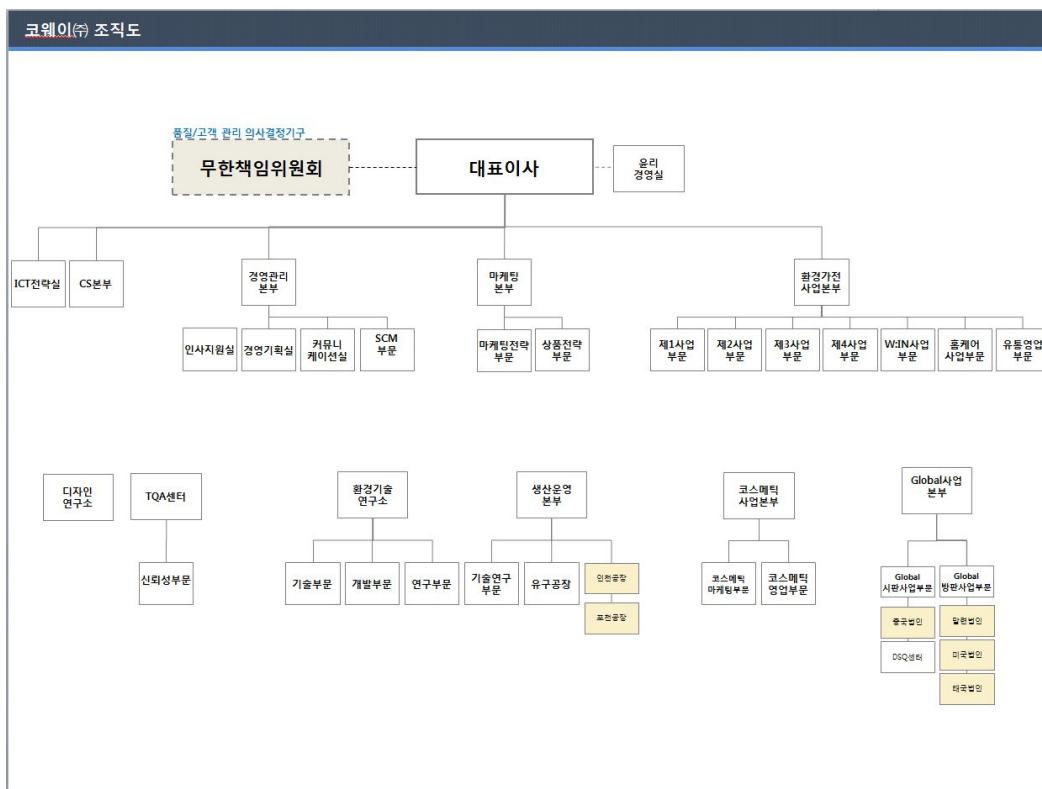 코웨이㈜ 조직도
품질/고객 관리 의사결정기구
무한책임위원회
대표이사
윤리
경영실
ICT전략실
CS본부
경영관리
본부
마케팅
본부
환경가전
사업본부
인사지원실
경영기획실
커뮤니
케이션실
SCM
부문
마케팅전략
부문
상품전략
부문
제1사업
부문
제2사업
부문
제3사업
부문
제4사업
부문
W:IN사업
부문
홈케어
사업부문
유통영업
부문
디자인
연구소
TQA센터
환경기술
연구소
생산운영
본부
코스메틱
사업본부
Global사업
본부
신뢰성부문
기술부문
개발부문
연구부문
기술연구
부문
유구공장
인천공장
포천공장
코스메틱
마케팅부문
코스메틱
영업부문
Global
시판사업부문
Global
방판사업부문
중국법인
DSQ센터
말련법인
미국법인
태국법인